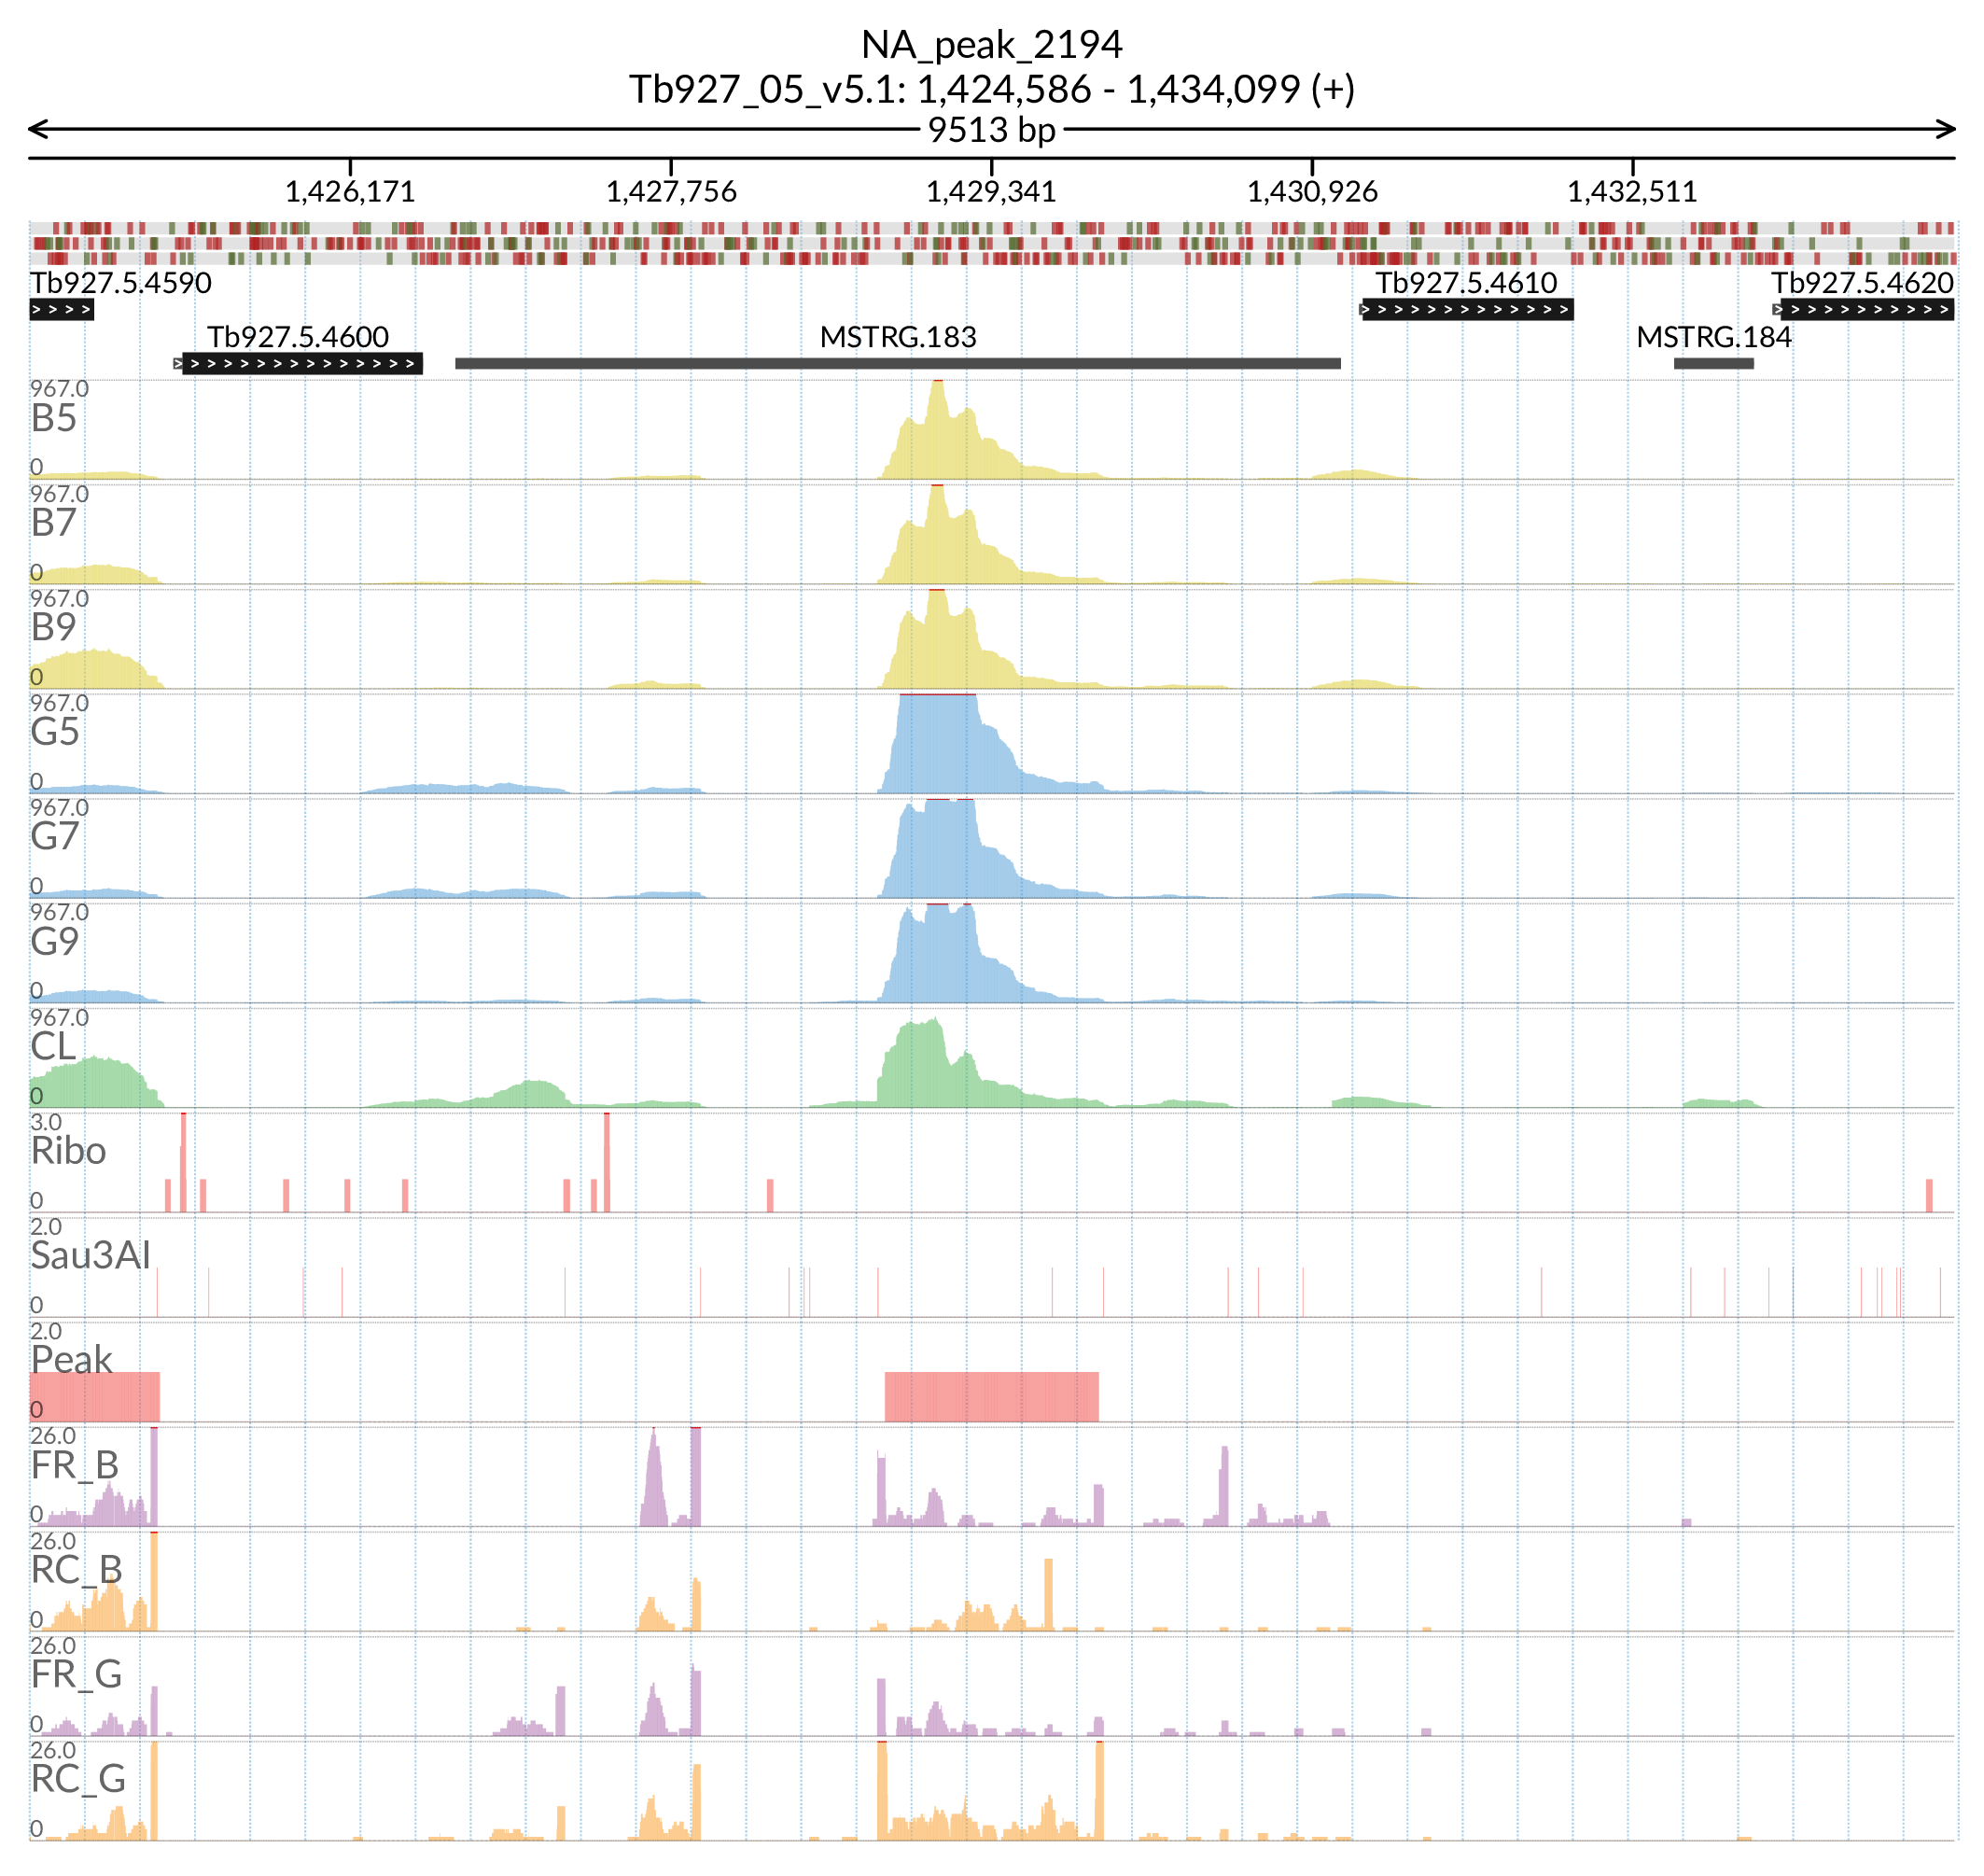 NA_peak_2194
Tb927_05_v5.1: 1,424,586 - 1,434,099 (+)
9513 bp
1,426,171 1,427,756 1,429,341 1,430,926 1,432,511
Tb927.5.4590 Tb927.5.4610 Tb927.5.4620
Tb927.5.4600 MSTRG.183 MSTRG.184
967.0
B5
0
967.0
B7
0
967.0
B9
0
967.0
G5
0
967.0
G7
0
967.0
G9
0
967.0
CL
0
3.0
Ribo
0
2.0
Sau3AI
0
2.0
Peak
0
26.0
FR_B
0
26.0
RC_B
0
26.0
FR_G
0
26.0
RC_G
0